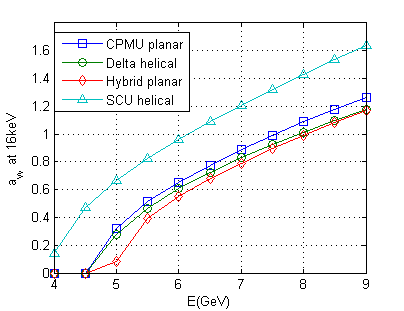 1.6
1.4
1.2
1
0.8
0.6
0.4
0.2
0
a_w at 16keV
CPMU planar
Delta helical
Hybrid planar
SCU helical
4 5 6 7 8 9
E(GeV)